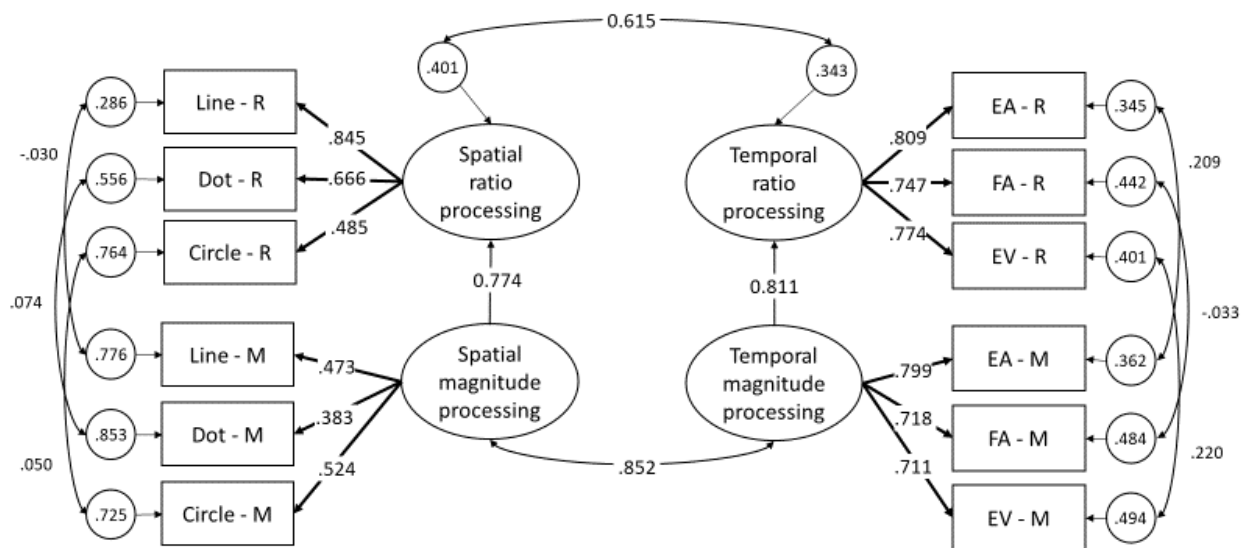 0.615
.401
.343
.286
Line - R
.845
-.030
.556
Dot - R
.666
.764
Circle - R
.485
.074
Spatial
ratio
processing
Temporal
ratio
processing
.809
EA - R
.345
.209
.747
FA - R
.442
.774
EV - R
.401
0.774
0.811
-.033
.776
Line - M
.473
.853
Dot - M
.383
.050
.725
Circle - M
.524
Spatial
magnitude
processing
Temporal
magnitude
processing
.852
.799
EA - M
.362
.718
FA - M
.484
.220
.711
EV - M
.494